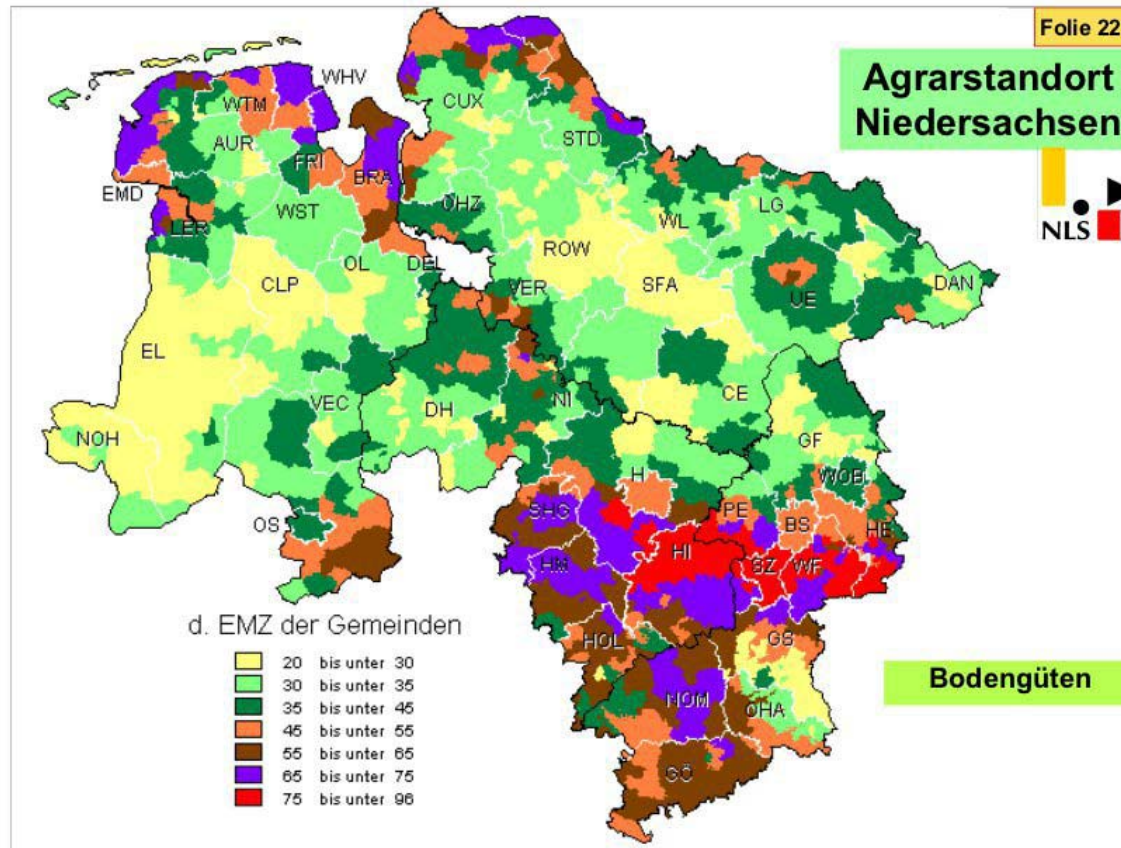 Folie 22
Agrarstandort
Niedersachsen
NLS
WHV
WTM
CUX
AUR
STD
FRI
EMD
BRA
LER
WST
OHZ
WL
LG
ROW
OL
DEL
CLP
VER
SFA
UE
DAN
EL
VEC
DH
NI
CE
NOH
GF
H
WOB
OS
SHG
PE
BS
HE
HI
HM
SZ
WF
d. EMZ der Gemeinden
HOL
GS
20 bis unter 30
30 bis unter 35
35 bis unter 45
45 bis unter 55
55 bis unter 65
65 bis unter 75
75 bis unter 96
Bodengüten
NOM
OHA
GÖ